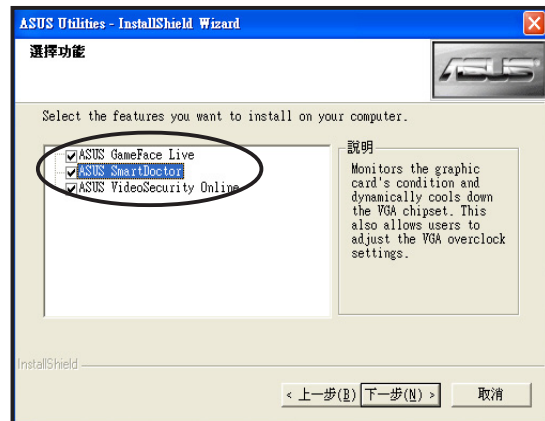 ASUS Utilities - InstallShield Wizard
選擇功能
ASUS
Select the features you want to install on your computer.
ASUS GameFace Live
ASUS SmartDoctor
ASUS VideoSecurity Online
說明
Monitors the graphic
card's condition and
dynamically cools down
the VGA chipset. This
also allows users to
adjust the VGA overclock
settings.
InstallShield
< 上一步(B)
下一步(N) >
取消